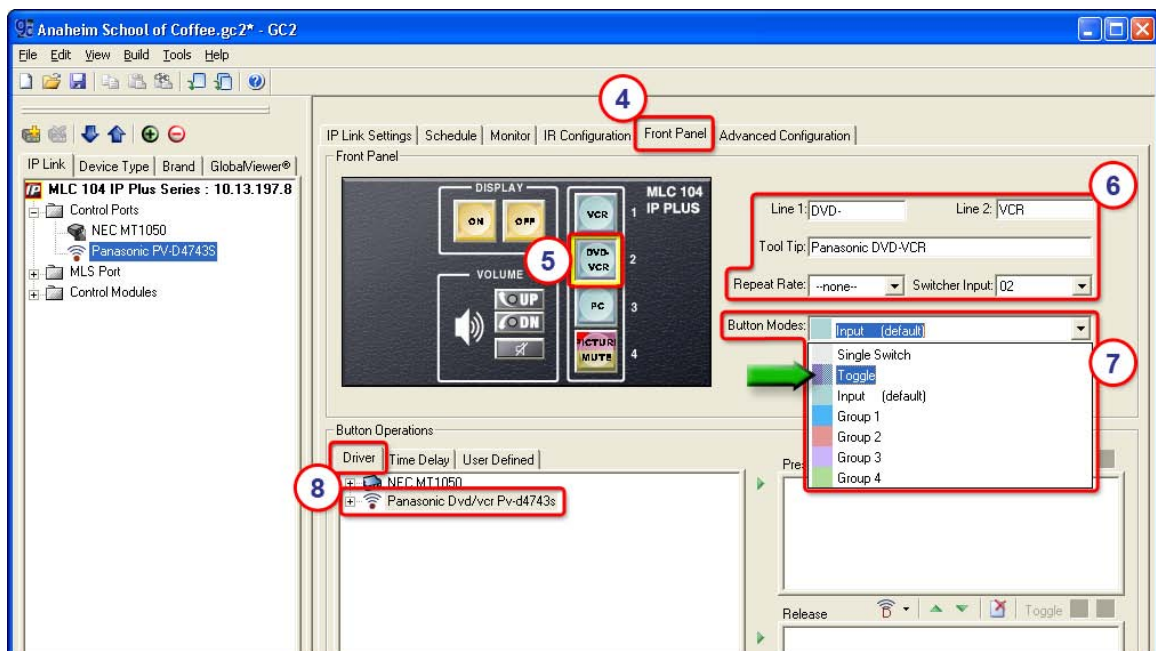 Anaheim School of Coffee.gc2* - GC2
File Edit View Build Tools Help
4
IP Link Device Type Brand GlobalViewer®
IP MLC 104 IP Plus Series : 10.13.197.8
Control Ports
NEC MT1050
Panasonic PV-D4743S
MLS Port
Control Modules
IP Link Settings Schedule Monitor IR Configuration Front Panel Advanced Configuration
Front Panel
DISPLAY
ON OFF
VOLUME
UP
DN
VCR 1
DVD-
VCR 2
PC 3
PICTUR
MUTE 4
MLC 104
IP PLUS
5
6
Line 1: DVD- Line 2: VCR
Tool Tip: Panasonic DVD-VCR
Repeat Rate: --none-- Switcher Input: 02
Button Modes: Input (default)
Single Switch
Toggle
Input (default)
Group 1
Group 2
Group 3
Group 4
7
Button Operations
Driver Time Delay User Defined
8
NEC MT1050
Panasonic Dvd/vcr Pv-d4743s
Release Toggle